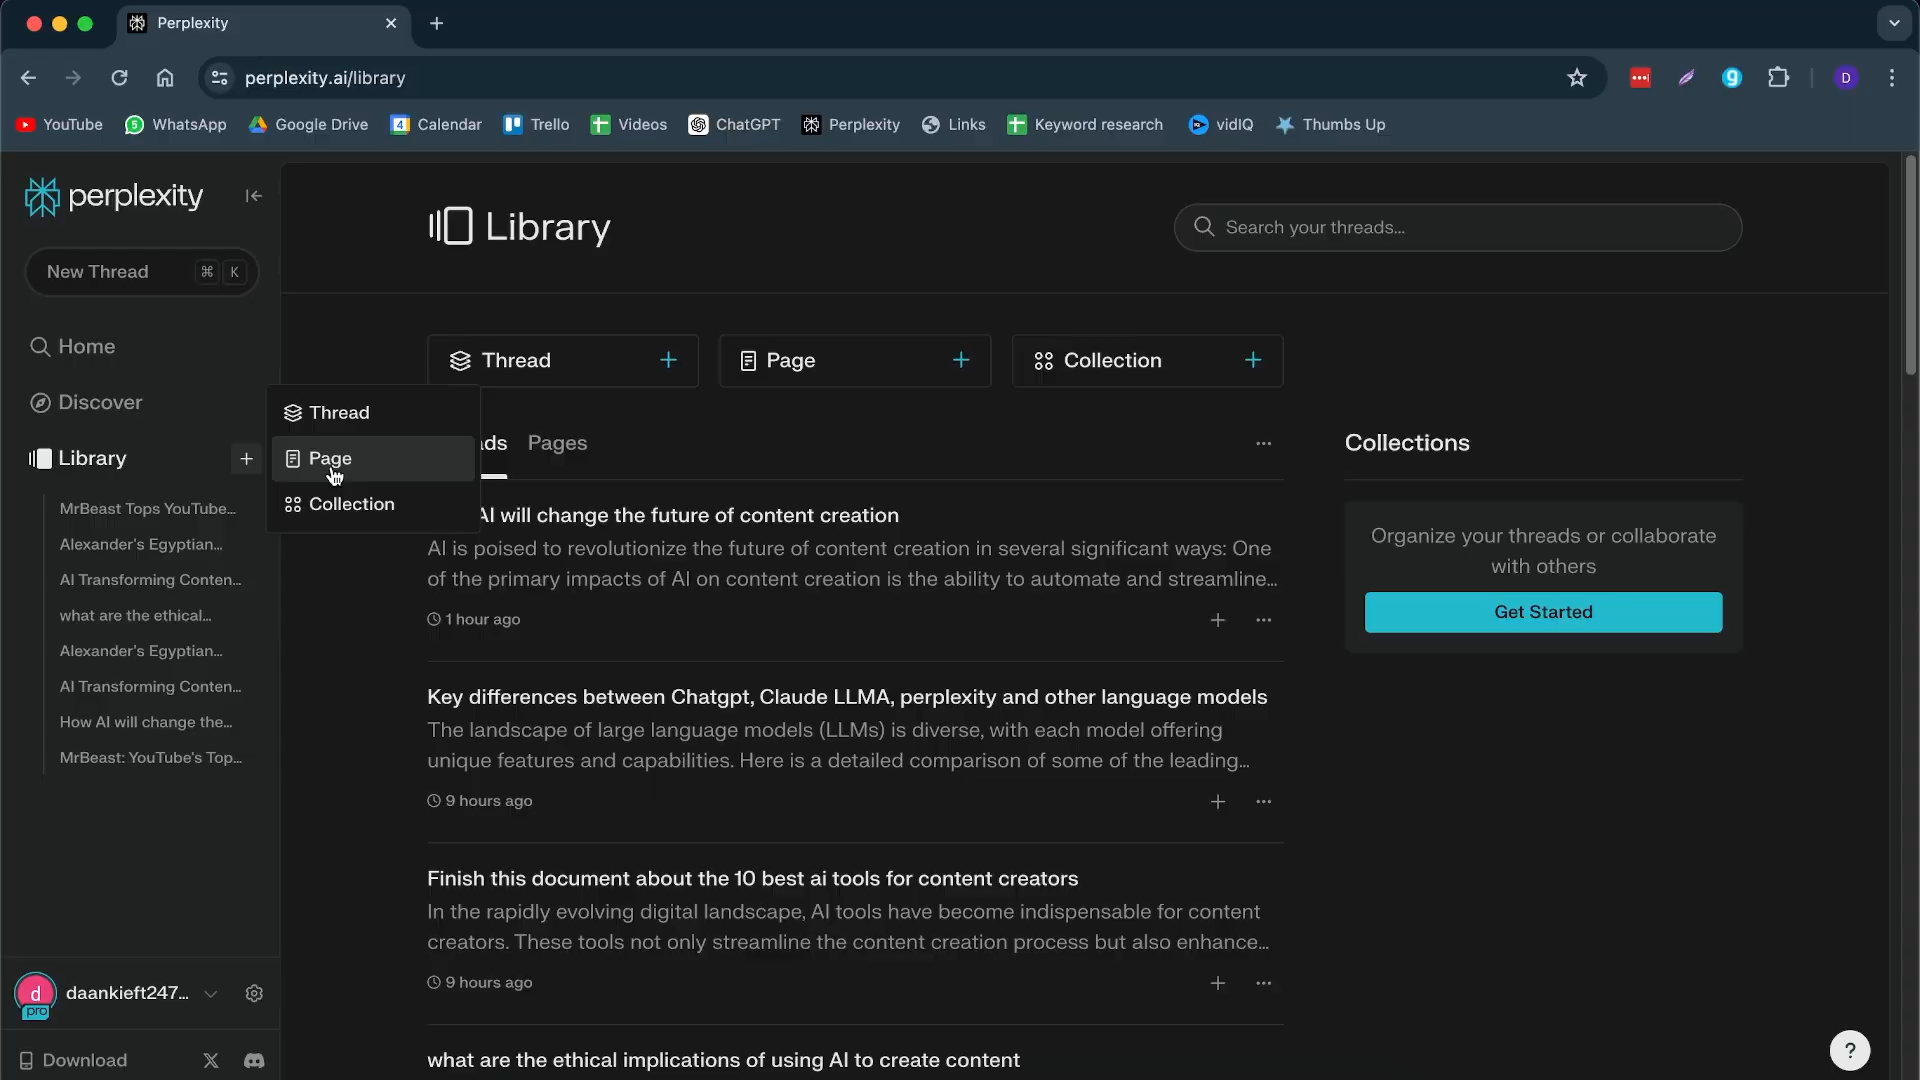 Perplexity
perplexity.ai/library
D
YouTube
WhatsApp
Google Drive
Calendar
Trello
Videos
ChatGPT
Perplexity
Links
Keyword research
vidIQ
Thumbs Up
perplexity
New Thread ⌘ K
Home
Discover
Library +
MrBeast Tops YouTube...
Alexander's Egyptian...
AI Transforming Conten...
what are the ethical...
Alexander's Egyptian...
AI Transforming Conten...
How AI will change the...
MrBeast: YouTube's Top...
d
pro
daankieft247...
Download
Thread
Page
Collection
Library
Search your threads...
Thread +
Page +
Collection +
ds
Pages
AI will change the future of content creation
AI is poised to revolutionize the future of content creation in several significant ways: One
of the primary impacts of AI on content creation is the ability to automate and streamline...
1 hour ago
Key differences between Chatgpt, Claude LLMA, perplexity and other language models
The landscape of large language models (LLMs) is diverse, with each model offering
unique features and capabilities. Here is a detailed comparison of some of the leading...
9 hours ago
Finish this document about the 10 best ai tools for content creators
In the rapidly evolving digital landscape, AI tools have become indispensable for content
creators. These tools not only streamline the content creation process but also enhance...
9 hours ago
what are the ethical implications of using AI to create content
Collections
Organize your threads or collaborate
with others
Get Started
?